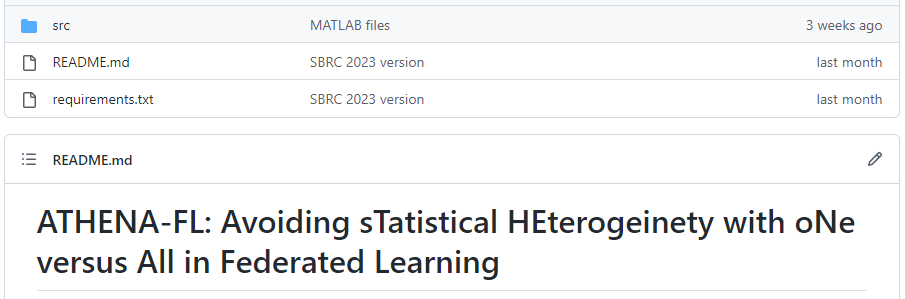 src MATLAB files 3 weeks ago
README.md SBRC 2023 version last month
requirements.txt SBRC 2023 version last month
README.md
ATHENA-FL: Avoiding sTatistical HEterogeinety with oNe
versus All in Federated Learning